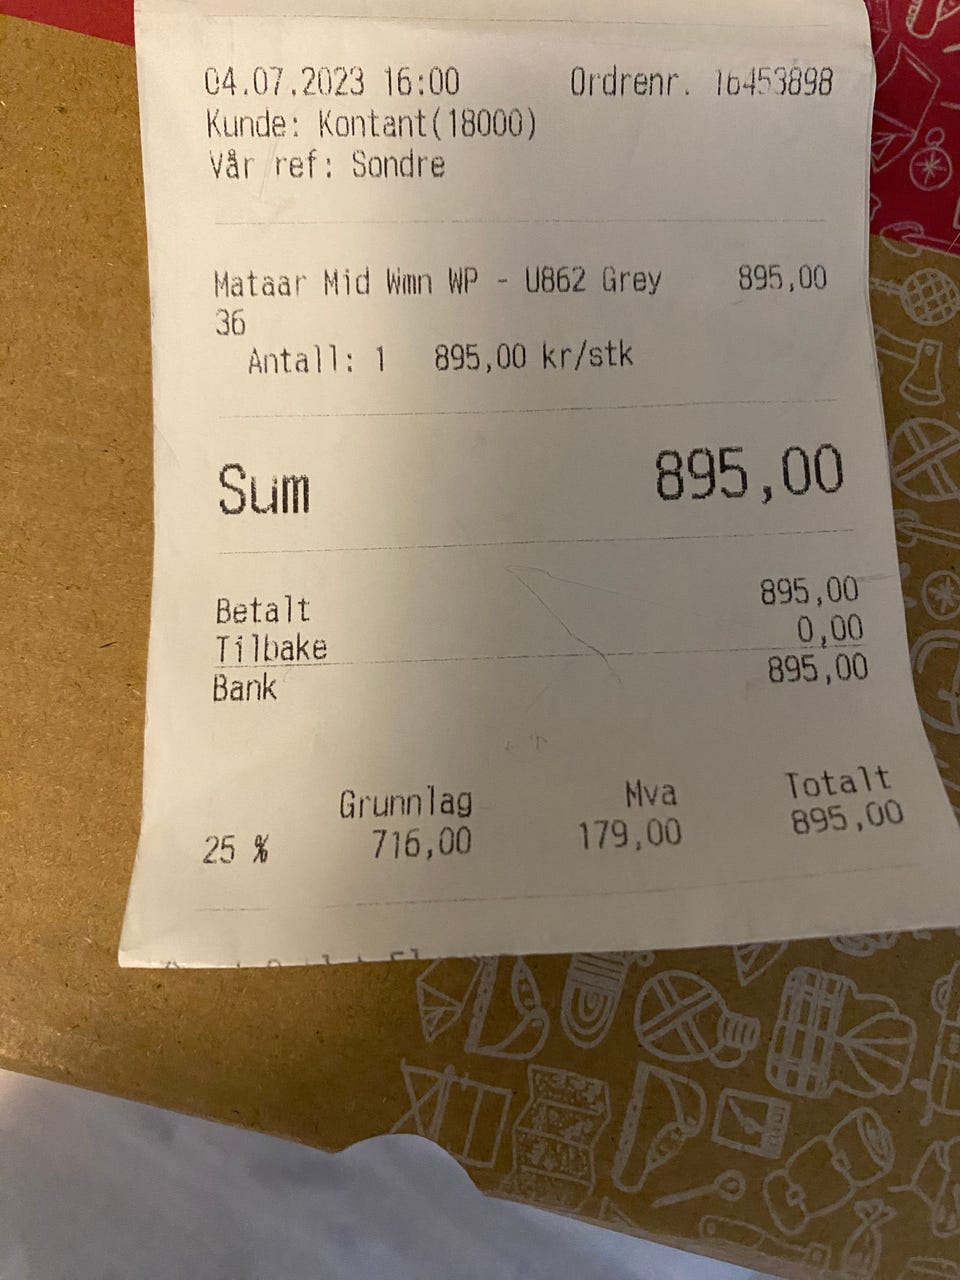 04.07.2023 16:00 Ordrenr. 16453898
Kunde: Kontant(18000)
Vår ref: Sondre
Mataar Mid Wmn WP - U862 Grey 895,00
36
Antall: 1 895,00 kr/stk
Sum 895,00
Betalt 895,00
Tilbake 0,00
Bank 895,00
Grunnlag Mva Totalt
25 % 716,00 179,00 895,00